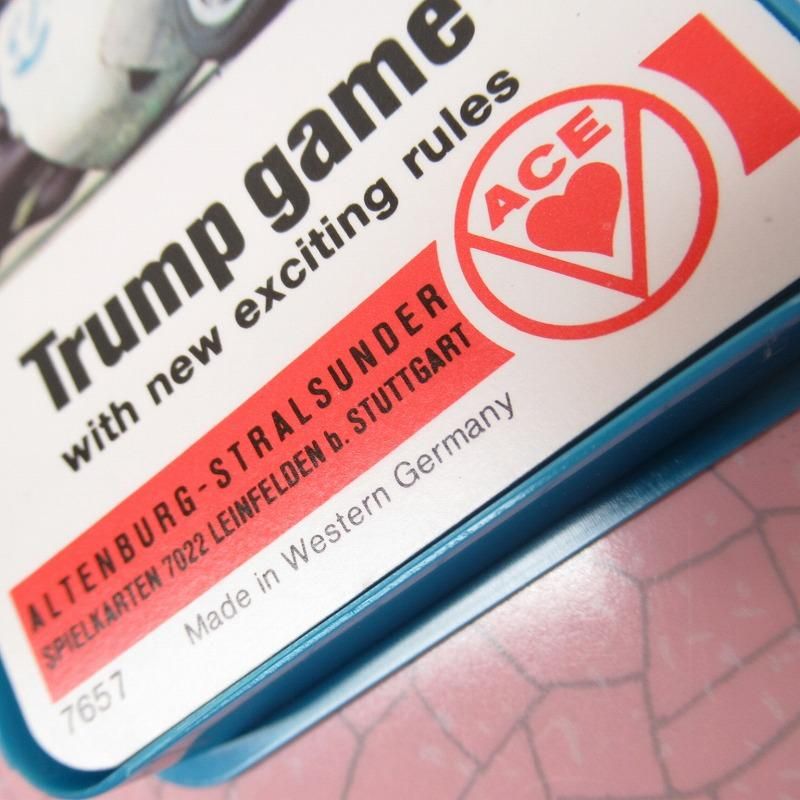 Trump game
with new exciting rules
ACE
ALTENBURG-STRALSUNDER
SPIELKARTEN 7022 LEINFELDEN b. STUTTGART
Made in Western Germany
7657